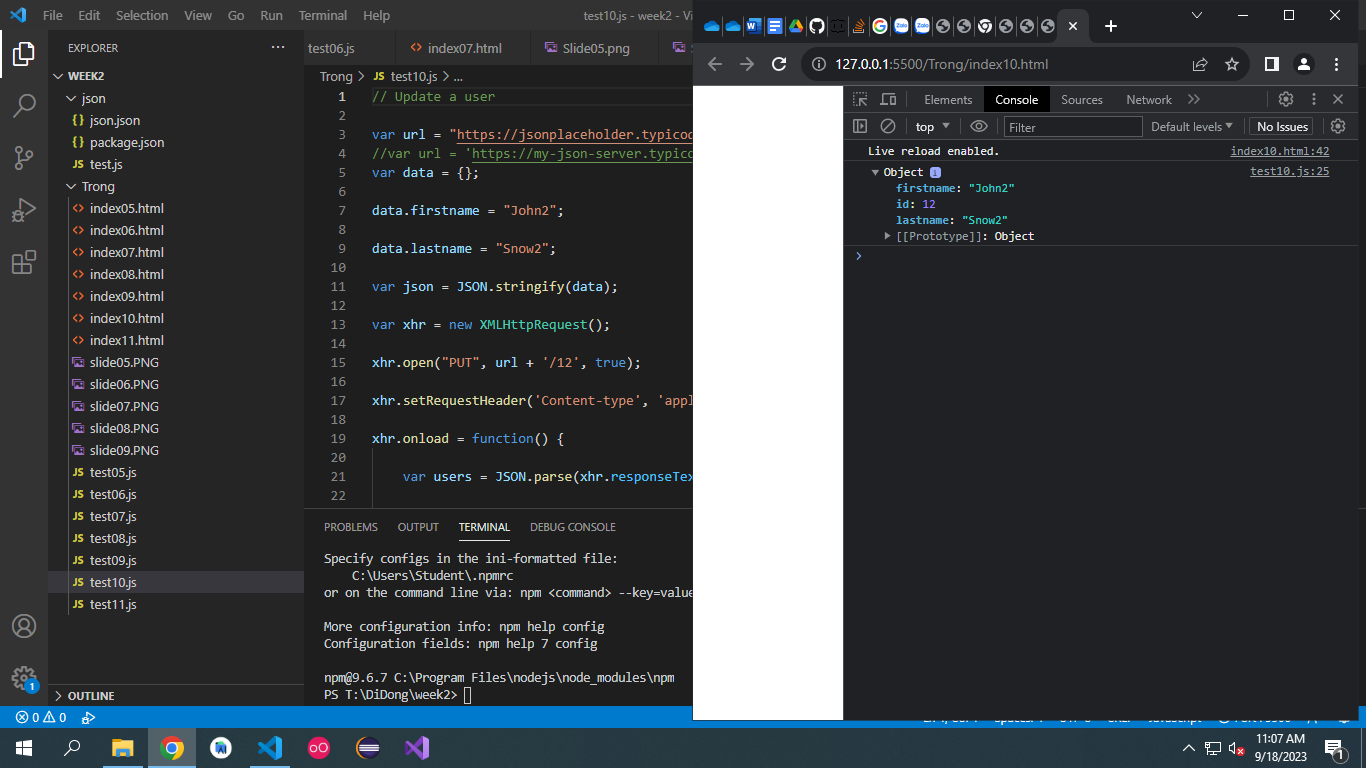 File Edit Selection View Go Run Terminal Help
test10.js - week2 - Vi
EXPLORER
WEEK2
json
{} json.json
{} package.json
JS test.js
Trong
<> index05.html
<> index06.html
<> index07.html
<> index08.html
<> index09.html
<> index10.html
<> index11.html
slide05.PNG
slide06.PNG
slide07.PNG
slide08.PNG
slide09.PNG
JS test05.js
JS test06.js
JS test07.js
JS test08.js
JS test09.js
JS test10.js
JS test11.js
OUTLINE
test06.js <> index07.html Slide05.png
Trong > JS test10.js > ...
1 // Update a user
2
3 var url = "https://jsonplaceholder.typicod
4 //var url = 'https://my-json-server.typico
5 var data = {};
6
7 data.firstname = "John2";
8
9 data.lastname = "Snow2";
10
11 var json = JSON.stringify(data);
12
13 var xhr = new XMLHttpRequest();
14
15 xhr.open("PUT", url + '/12', true);
16
17 xhr.setRequestHeader('Content-type', 'appl
18
19 xhr.onload = function() {
20
21 var users = JSON.parse(xhr.responseTex
22
PROBLEMS OUTPUT TERMINAL DEBUG CONSOLE
Specify configs in the ini-formatted file:
C:\Users\Student\.npmrc
or on the command line via: npm <command> --key=value
More configuration info: npm help config
Configuration fields: npm help 7 config
npm@9.6.7 C:\Program Files\nodejs\node_modules\npm
PS T:\DiDong\week2>
1
0 0
127.0.0.1:5500/Trong/index10.html
Elements Console Sources Network
top Filter Default levels No Issues
Live reload enabled. index10.html:42
Object i test10.js:25
firstname: "John2"
id: 12
lastname: "Snow2"
[[Prototype]]: Object
11:07 AM
9/18/2023
1